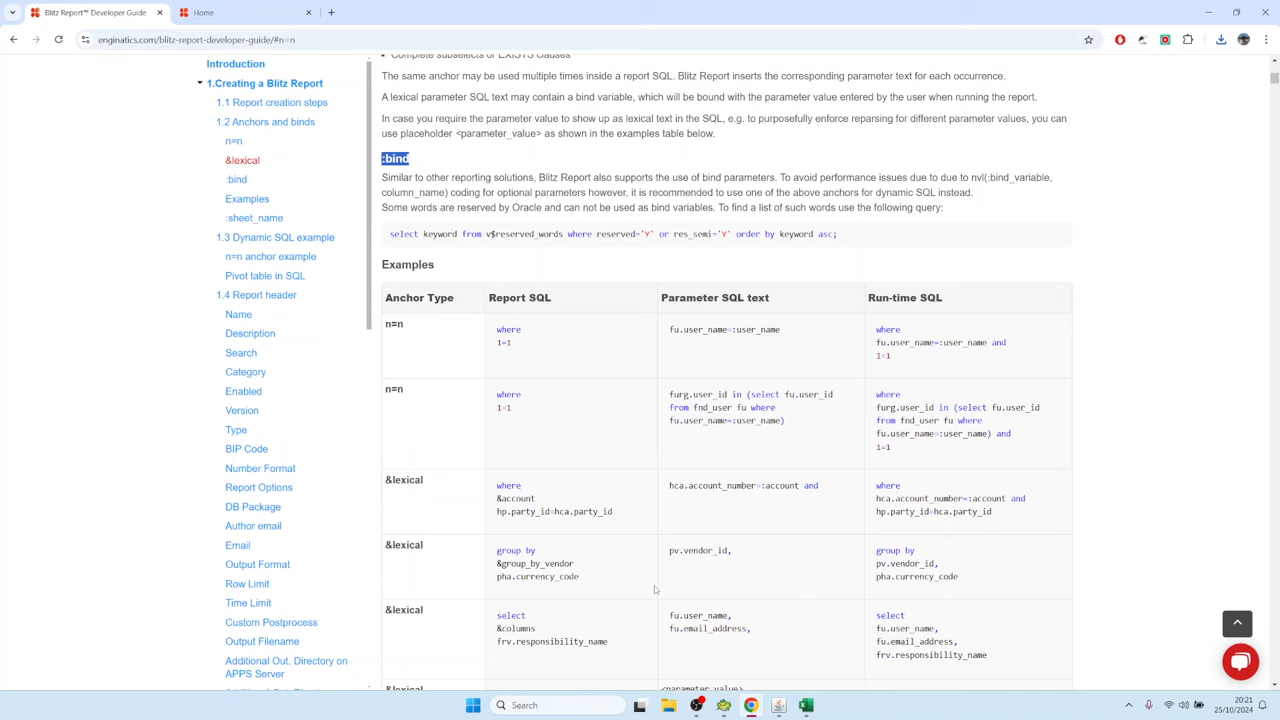 Blitz Report™ Developer Guide
Home
enginatics.com/blitz-report-developer-guide/#n=n
Introduction
1.Creating a Blitz Report
1.1 Report creation steps
1.2 Anchors and binds
n=n
&lexical
:bind
Examples
:sheet_name
1.3 Dynamic SQL example
n=n anchor example
Pivot table in SQL
1.4 Report header
Name
Description
Search
Category
Enabled
Version
Type
BIP Code
Number Format
Report Options
DB Package
Author email
Email
Output Format
Row Limit
Time Limit
Custom Postprocess
Output Filename
Additional Out. Directory on
APPS Server
Complete subselects or EXISTS clauses
The same anchor may be used multiple times inside a report SQL. Blitz Report inserts the corresponding parameter text for each occurrence.
A lexical parameter SQL text may contain a bind variable, which will be bound with the parameter value entered by the user when running the report.
In case you require the parameter value to show up as lexical text in the SQL, e.g. to purposefully enforce reparsing for different parameter values, you can
use placeholder <parameter_value> as shown in the examples table below.
:bind
Similar to other reporting solutions, Blitz Report also supports the use of bind parameters. To avoid performance issues due to due to nvl(:bind_variable,
column_name) coding for optional parameters however, it is recommended to use one of the above anchors for dynamic SQL instead.
Some words are reserved by Oracle and can not be used as bind variables. To find a list of such words use the following query:
select keyword from v$reserved_words where reserved='Y' or res_semi='Y' order by keyword asc;
Examples
Anchor Type Report SQL Parameter SQL text Run-time SQL
n=n where fu.user_name=:user_name where
1=1 fu.user_name=:user_name and
1=1
n=n where furg.user_id in (select fu.user_id where
1=1 from fnd_user fu where furg.user_id in (select fu.user_id
fu.user_name=:user_name) from fnd_user fu where
fu.user_name=:user_name) and
1=1
&lexical where hca.account_number=:account and where
&account hca.account_number=:account and
hp.party_id=hca.party_id hp.party_id=hca.party_id
&lexical group by pv.vendor_id, group by
&group_by_vendor pv.vendor_id,
pha.currency_code pha.currency_code
&lexical select fu.user_name, select
&columns fu.email_address, fu.user_name,
frv.responsibility_name fu.email_address,
frv.responsibility_name
&lexical <parameter_value>
Search
20:21
25/10/2024